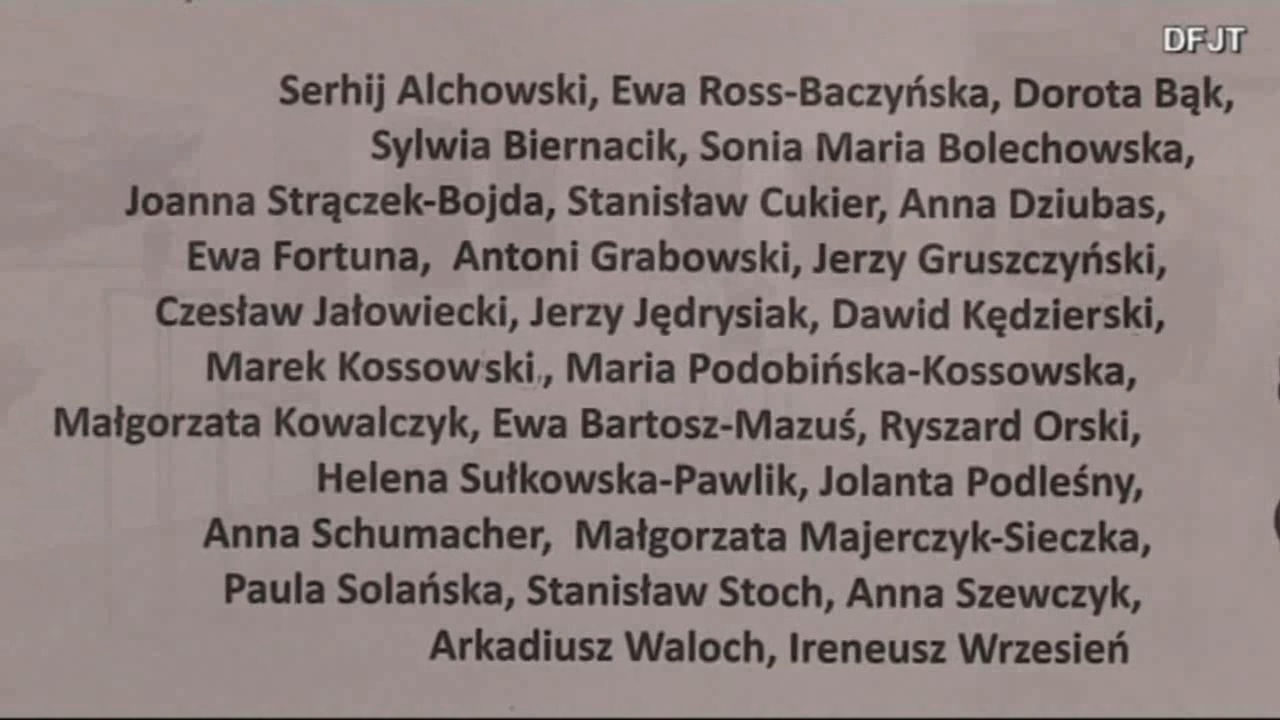 DFJT
Serhij Alchowski, Ewa Ross-Baczyńska, Dorota Bąk,
Sylwia Biernacik, Sonia Maria Bolechowska,
Joanna Strączek-Bojda, Stanisław Cukier, Anna Dziubas,
Ewa Fortuna, Antoni Grabowski, Jerzy Gruszczyński,
Czesław Jałowiecki, Jerzy Jędrysiak, Dawid Kędzierski,
Marek Kossowski, Maria Podobińska-Kossowska,
Małgorzata Kowalczyk, Ewa Bartosz-Mazuś, Ryszard Orski,
Helena Sułkowska-Pawlik, Jolanta Podleśny,
Anna Schumacher, Małgorzata Majerczyk-Sieczka,
Paula Solańska, Stanisław Stoch, Anna Szewczyk,
Arkadiusz Waloch, Ireneusz Wrzesień